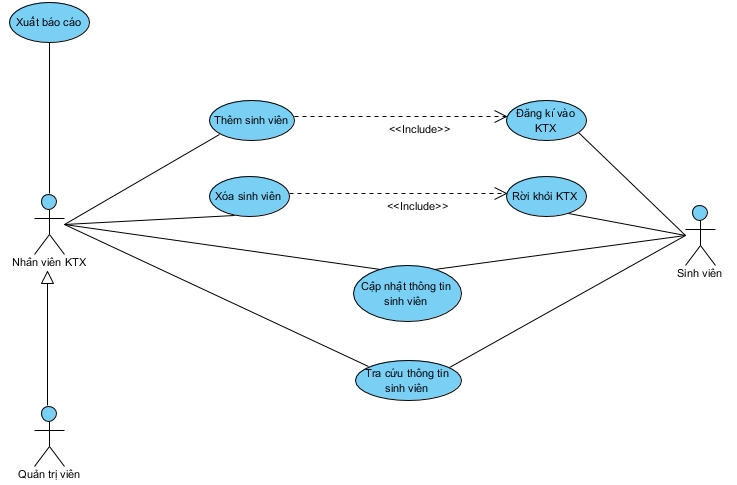 Xuất báo cáo
Thêm sinh viên
<<Include>>
Đăng kí vào
KTX
Xóa sinh viên
<<Include>>
Rời khỏi KTX
Nhân viên KTX
Sinh viên
Cập nhật thông tin
sinh viên
Tra cứu thông tin
sinh viên
Quản trị viên